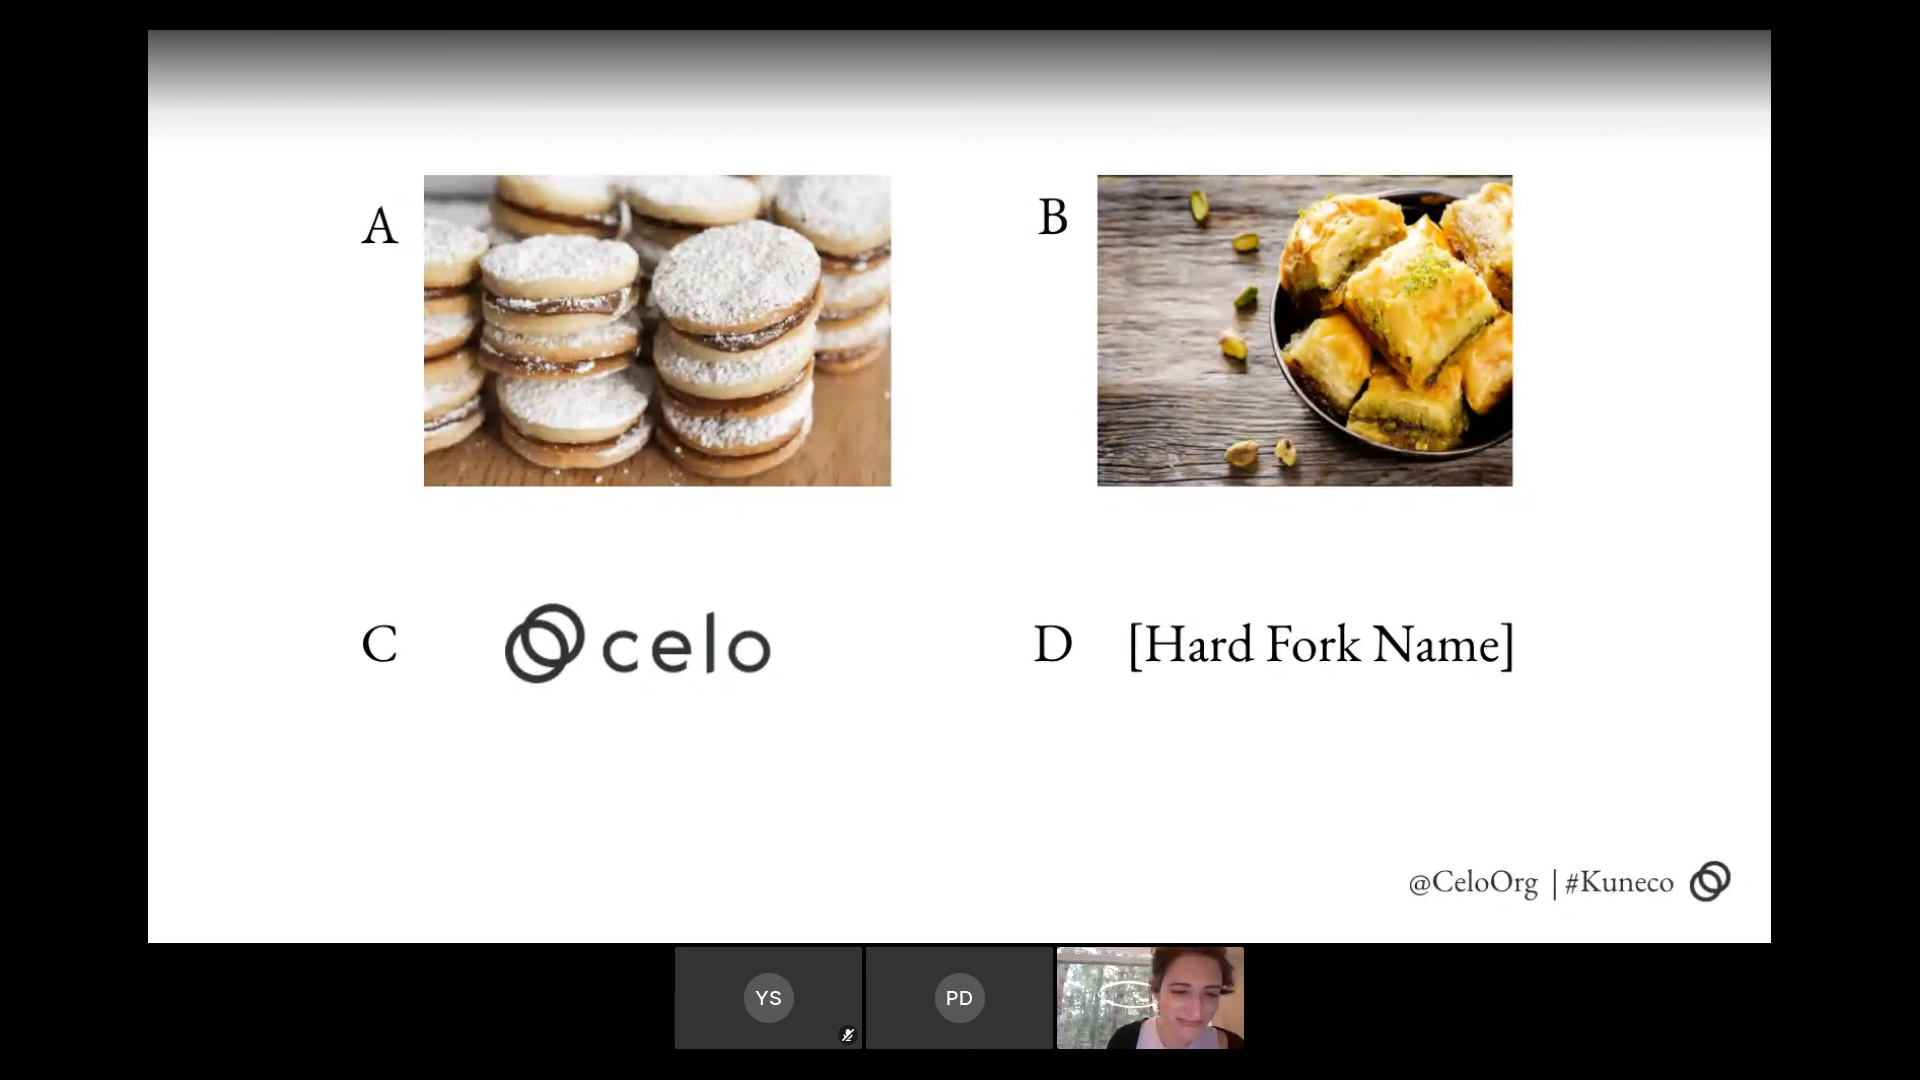 A
B
C celo
D [Hard Fork Name]
@CeloOrg | #Kuneco
YS
PD